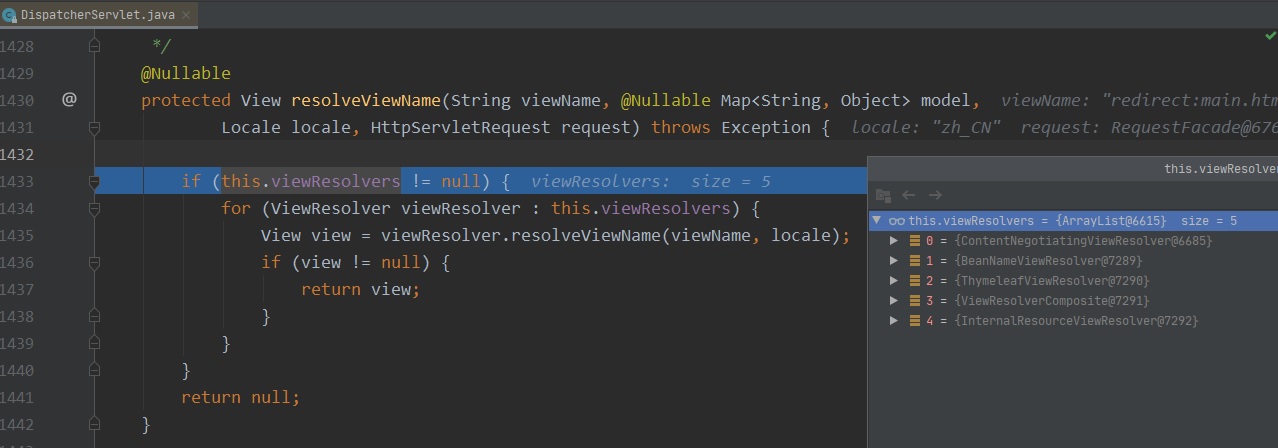 DispatcherServlet.java
1428 */
1429 @Nullable
1430 @ protected View resolveViewName(String viewName, @Nullable Map<String, Object> model, viewName: "redirect:main.htm
1431 Locale locale, HttpServletRequest request) throws Exception { locale: "zh_CN" request: RequestFacade@676
1432
1433 if (this.viewResolvers != null) { viewResolvers: size = 5
1434 for (ViewResolver viewResolver : this.viewResolvers) {
1435 View view = viewResolver.resolveViewName(viewName, locale);
1436 if (view != null) {
1437 return view;
1438 }
1439 }
1440 }
1441 return null;
1442 }
this.viewResolver
this.viewResolvers = {ArrayList@6615} size = 5
0 = {ContentNegotiatingViewResolver@6685}
1 = {BeanNameViewResolver@7289}
2 = {ThymeleafViewResolver@7290}
3 = {ViewResolverComposite@7291}
4 = {InternalResourceViewResolver@7292}